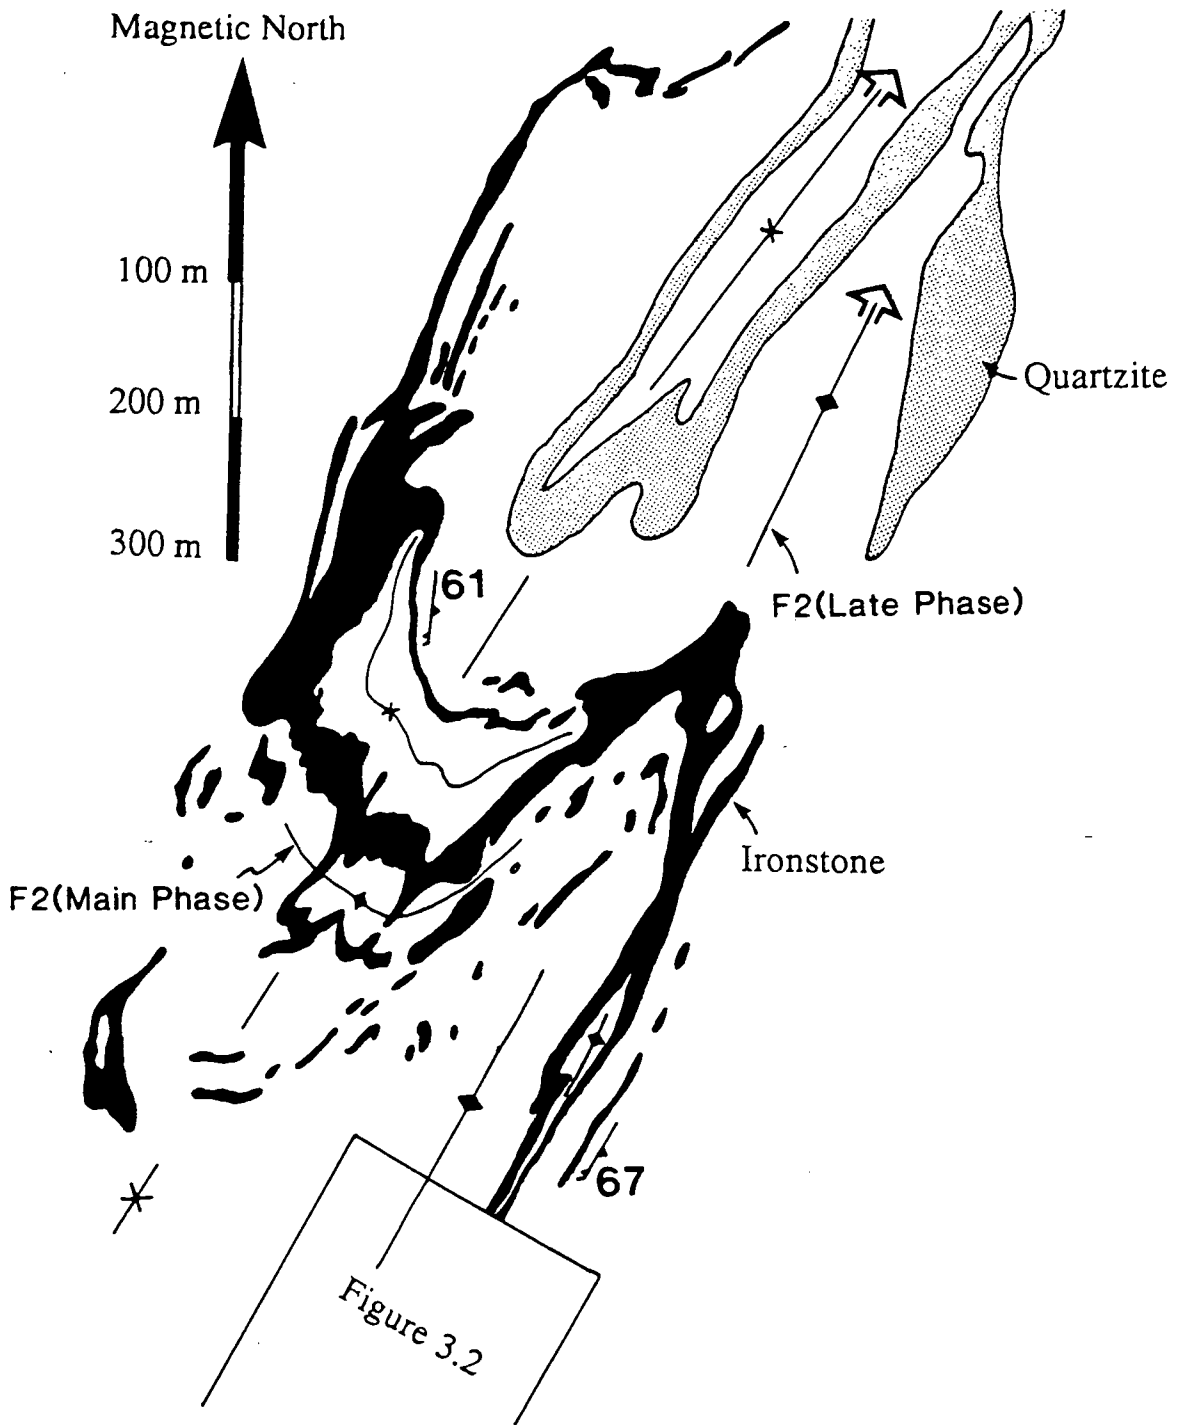 Magnetic North
100 m
200 m
Quartzite
300 m
61
F2(Late Phase)
Ironstone
F2(Main Phase)
67
Figure 3.2